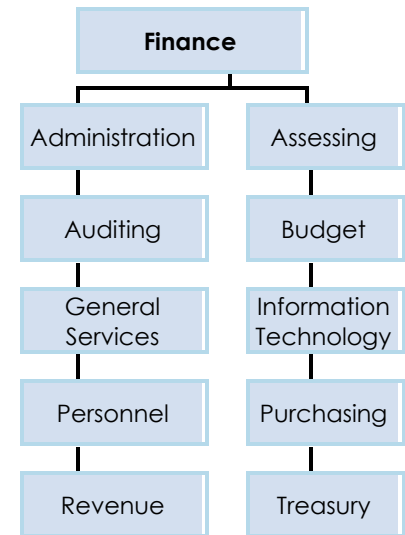 Finance
Administration
Assessing
Auditing
Budget
General
Services
Information
Technology
Personnel
Purchasing
Revenue
Treasury